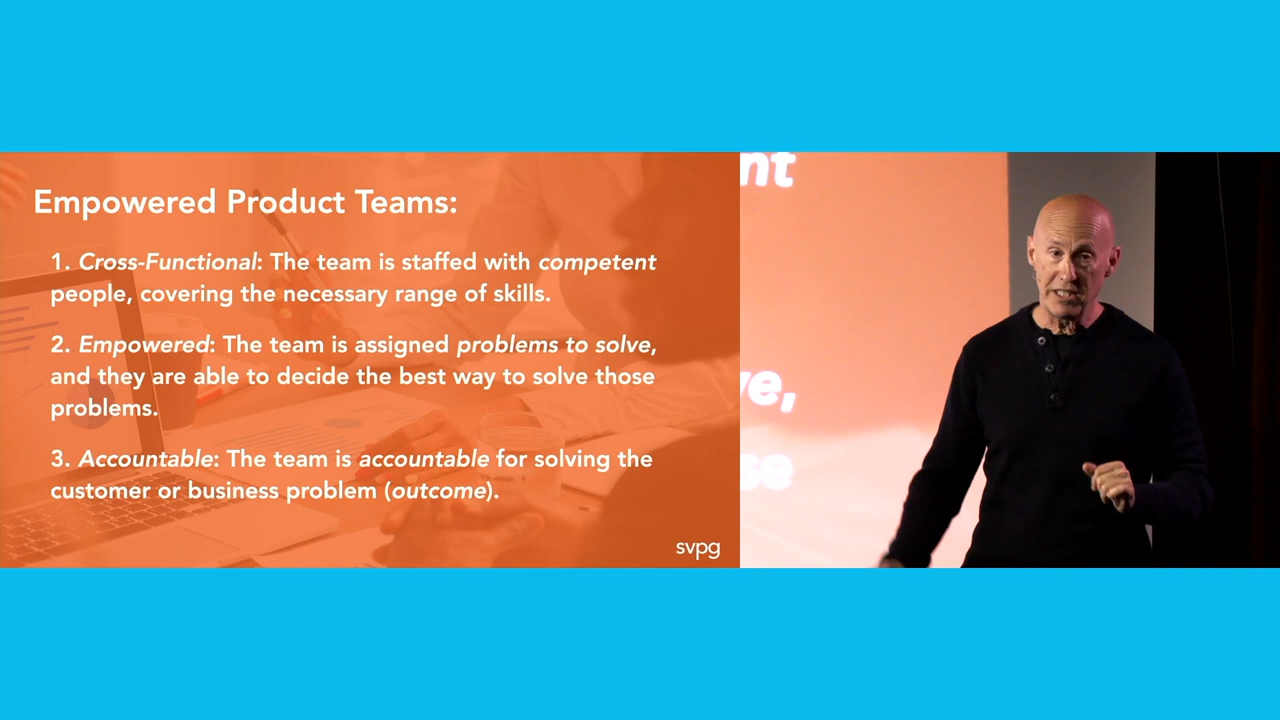 Empowered Product Teams:
1. Cross-Functional: The team is staffed with competent
people, covering the necessary range of skills.
2. Empowered: The team is assigned problems to solve,
and they are able to decide the best way to solve those
problems.
3. Accountable: The team is accountable for solving the
customer or business problem (outcome).
svpg
nt
ve,
se